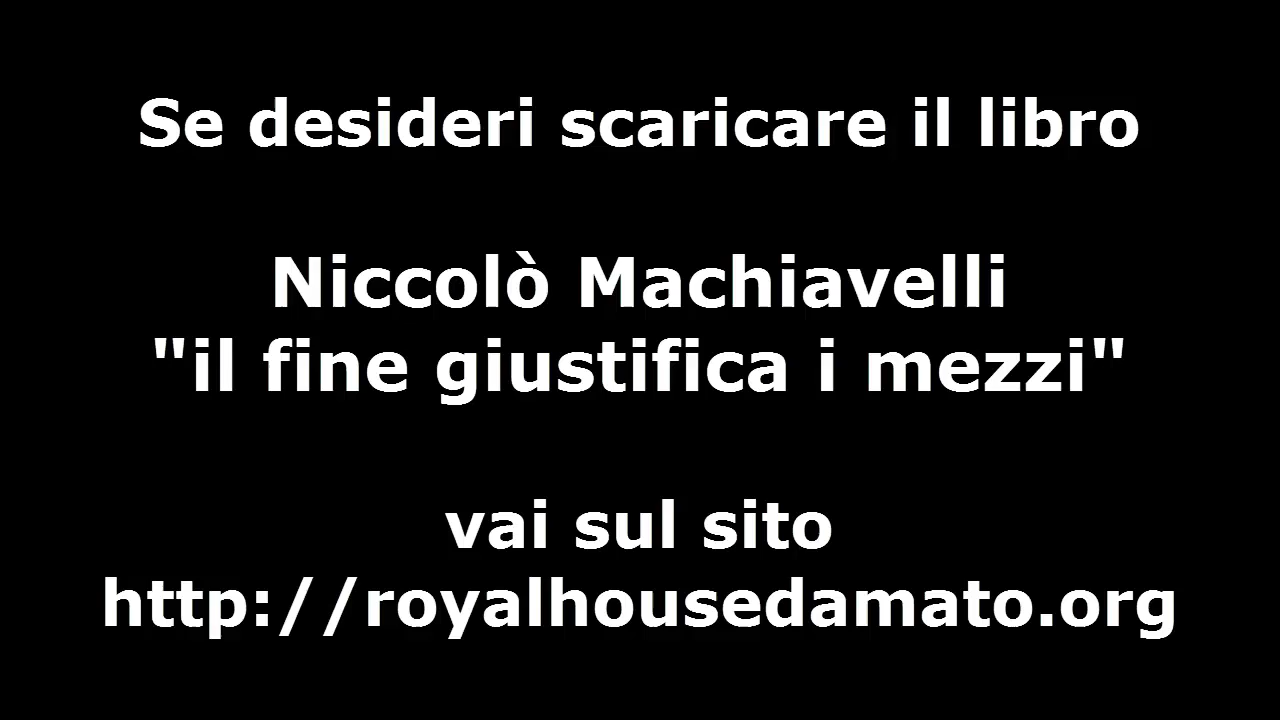 Se desideri scaricare il libro
Niccolò Machiavelli
"il fine giustifica i mezzi"
vai sul sito
http://royalhousedamato.org